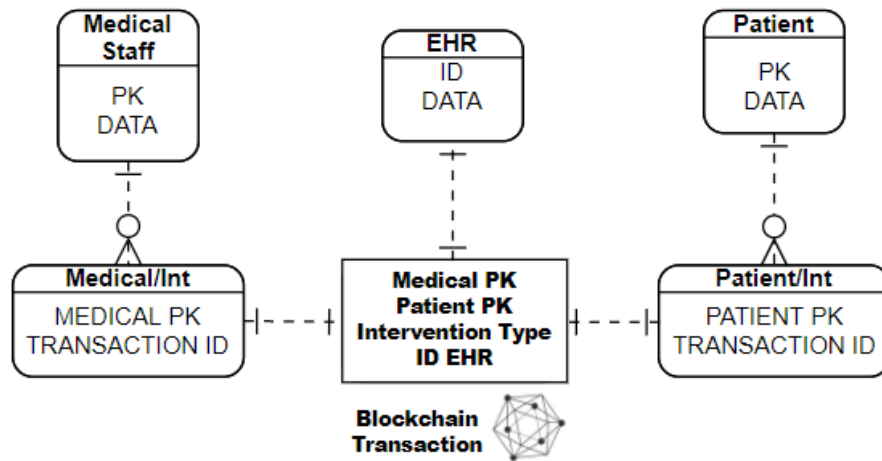 Medical
Staff
PK
DATA
EHR
ID
DATA
Patient
PK
DATA
Medical/Int
MEDICAL PK
TRANSACTION ID
Medical PK
Patient PK
Intervention Type
ID EHR
Patient/Int
PATIENT PK
TRANSACTION ID
Blockchain
Transaction